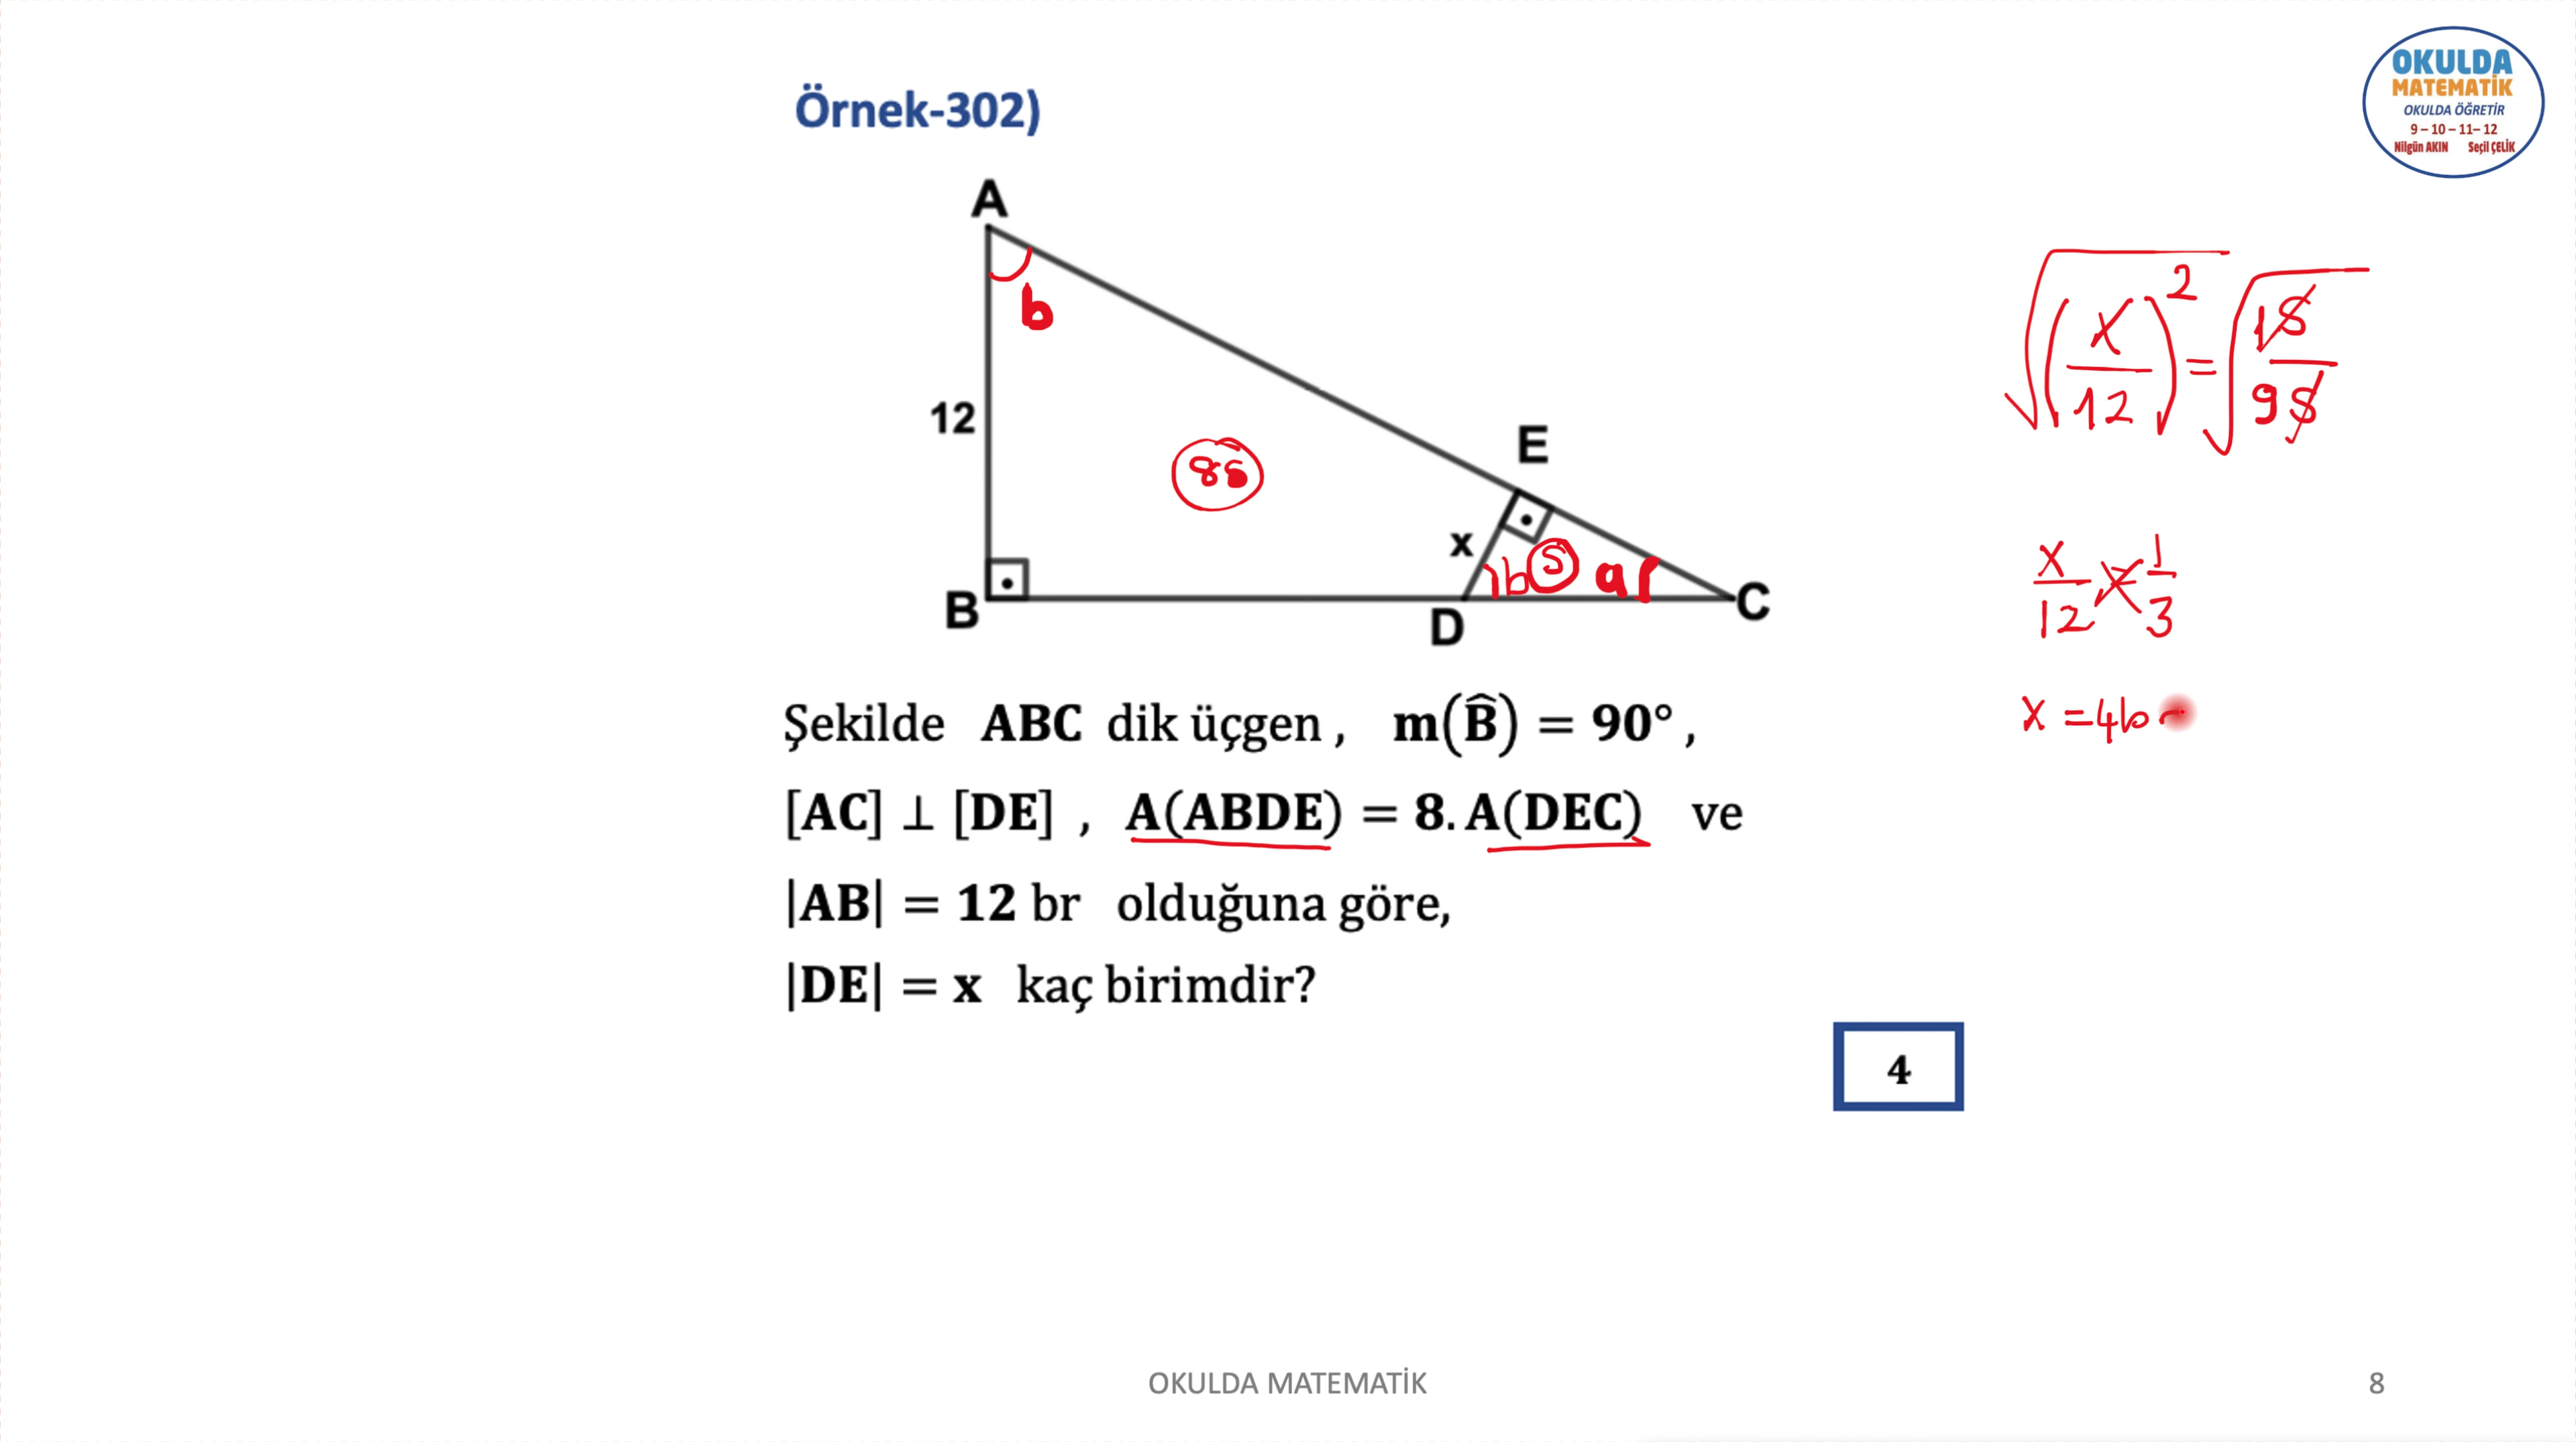 OKULDA
MATEMATİK
OKULDA ÖĞRETİR
9 – 10 – 11– 12
Nilgün AKIN Seçil ÇELİK
Örnek-302)
A
b
12
8S
E
x
b S a
B
D
C
√(x/12)² = √(1S/9S)
x/12 = 1/3
x = 4 br
Şekilde ABC dik üçgen , m(B̂) = 90° ,
[AC] ⊥ [DE] , A(ABDE) = 8. A(DEC) ve
|AB| = 12 br olduğuna göre,
|DE| = x kaç birimdir?
4
OKULDA MATEMATİK
8